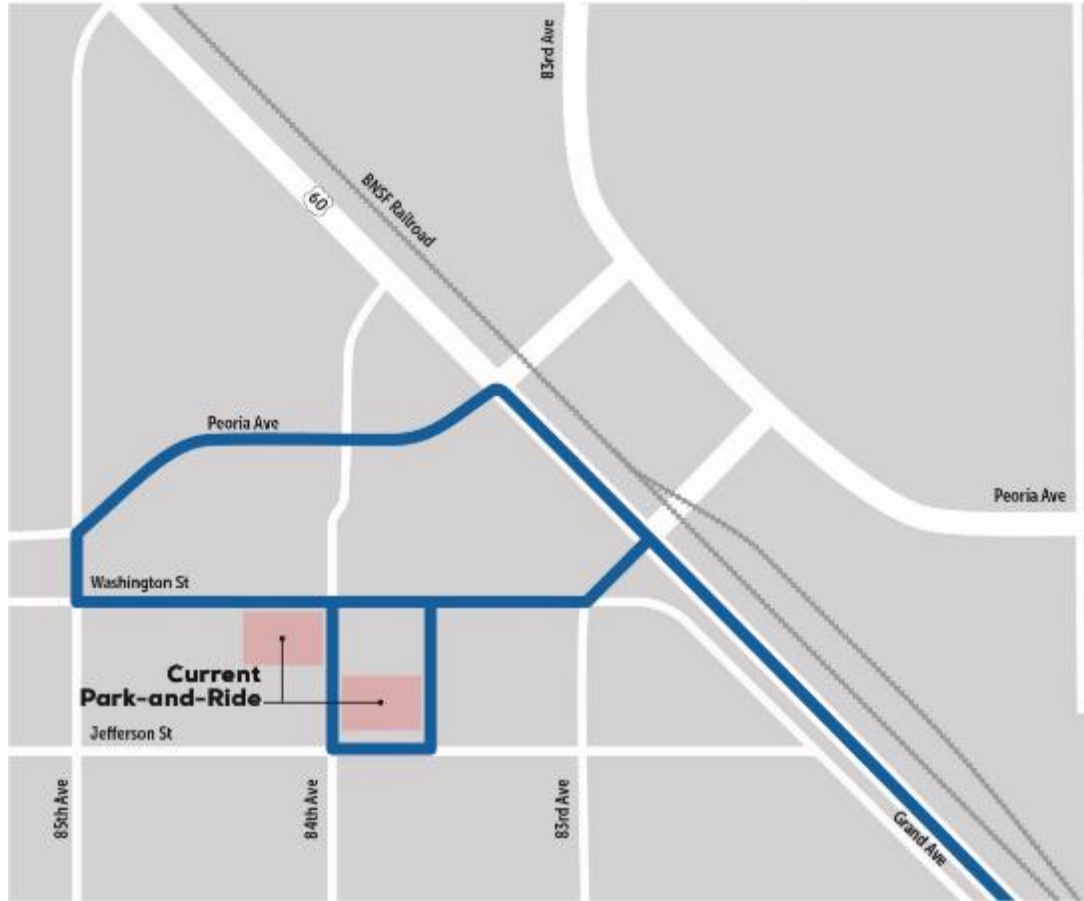 83rd Ave
60
BNSF Railroad
Peoria Ave
Peoria Ave
Washington St
Current
Park-and-Ride
Jefferson St
85th Ave
84th Ave
83rd Ave
Grand Ave